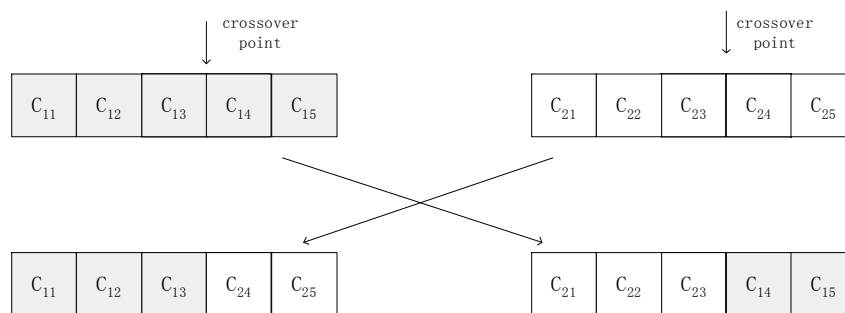 crossover
point
crossover
point
C11 C12 C13 C14 C15
C21 C22 C23 C24 C25
C11 C12 C13 C24 C25
C21 C22 C23 C14 C15